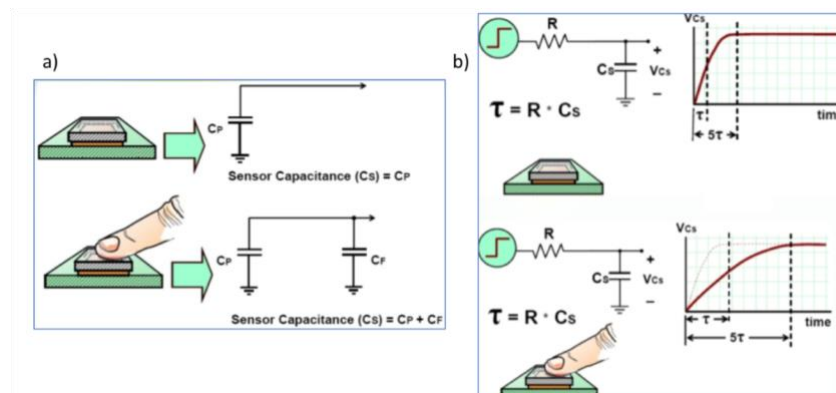 a)
CP
Sensor Capacitance (Cs) = CP
CP
CF
Sensor Capacitance (Cs) = CP + CF
b)
R
Cs
+
VCs
−
τ = R * Cs
VCs
τ
5τ
tim
R
Cs
+
VCs
−
τ = R * Cs
VCs
τ
5τ
time